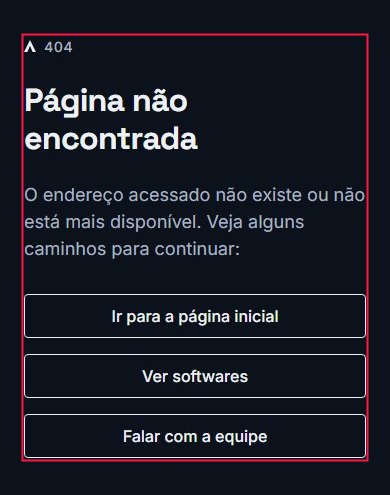 404
Página não
encontrada
O endereço acessado não existe ou não
está mais disponível. Veja alguns
caminhos para continuar:
Ir para a página inicial
Ver softwares
Falar com a equipe